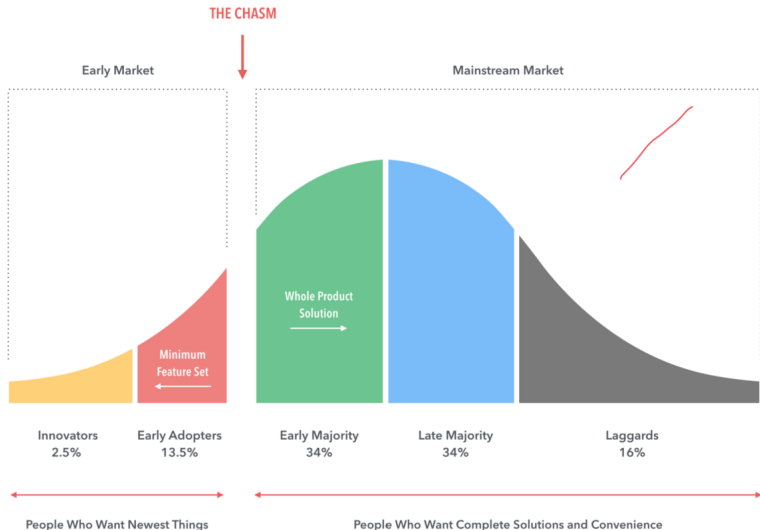 THE CHASM
Early Market
Mainstream Market
Whole Product
Solution
Minimum
Feature Set
Innovators
2.5%
Early Adopters
13.5%
Early Majority
34%
Late Majority
34%
Laggards
16%
People Who Want Newest Things
People Who Want Complete Solutions and Convenience